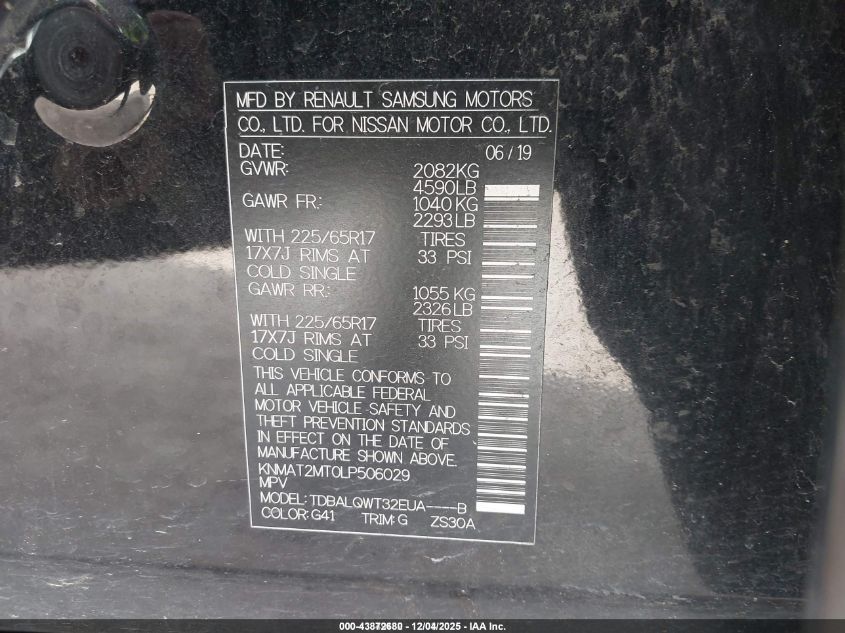 MFD BY RENAULT SAMSUNG MOTORS
CO., LTD. FOR NISSAN MOTOR CO., LTD.
DATE: 06/19
GVWR: 2082KG
4590LB
GAWR FR: 1040KG
2293LB
WITH 225/65R17 TIRES
17X7J RIMS AT 33 PSI
COLD SINGLE
GAWR RR: 1055KG
2326LB
WITH 225/65R17 TIRES
17X7J RIMS AT 33 PSI
COLD SINGLE
THIS VEHICLE CONFORMS TO
ALL APPLICABLE FEDERAL
MOTOR VEHICLE SAFETY AND
THEFT PREVENTION STANDARDS
IN EFFECT ON THE DATE OF
MANUFACTURE SHOWN ABOVE.
KNMAT2MT0LP506029
MPV
MODEL: TDBALQWT32EUA----B
COLOR: G41 TRIM: G ZS30A
12/04/2025 - IAA Inc.